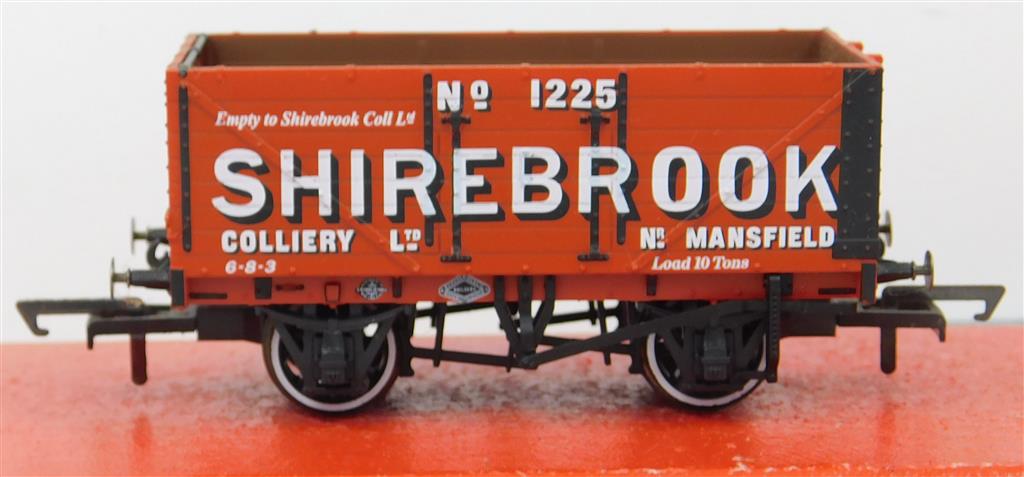 No 1225
Empty to Shirebrook Coll Ltd
SHIREBROOK
COLLIERY LTD NR MANSFIELD
6-8-3 Load 10 Tons